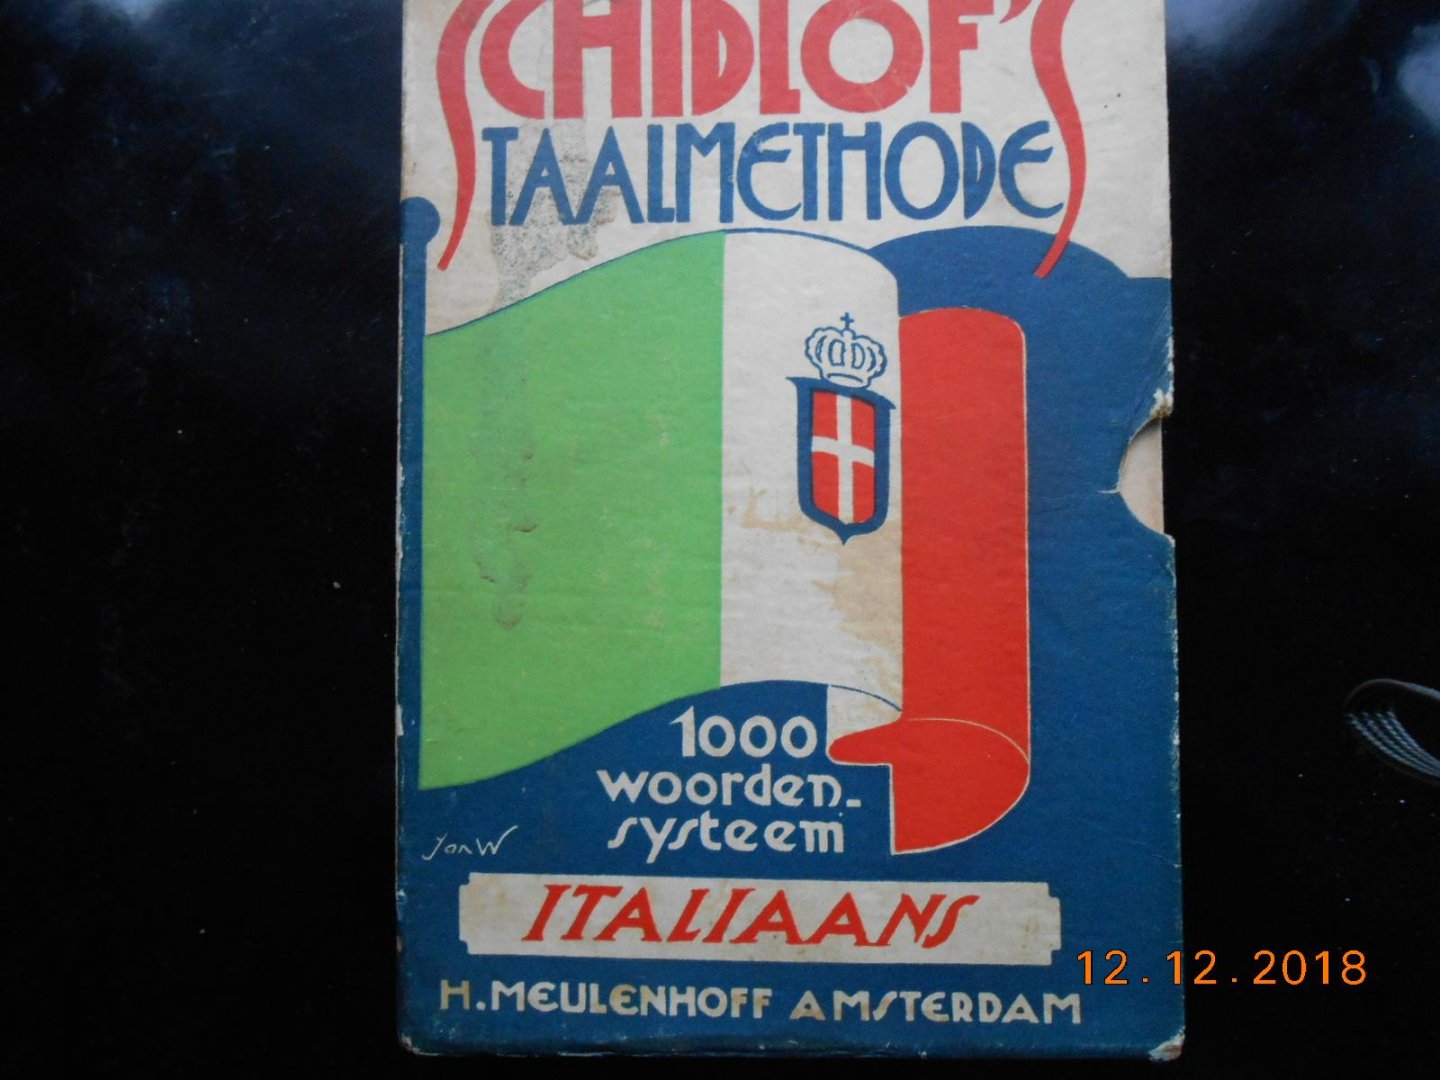 SCHIDLOF'S
TAALMETHODE
1000
woorden-
systeem
Jan W
ITALIAANS
H. MEULENHOFF AMSTERDAM
12.12.2018